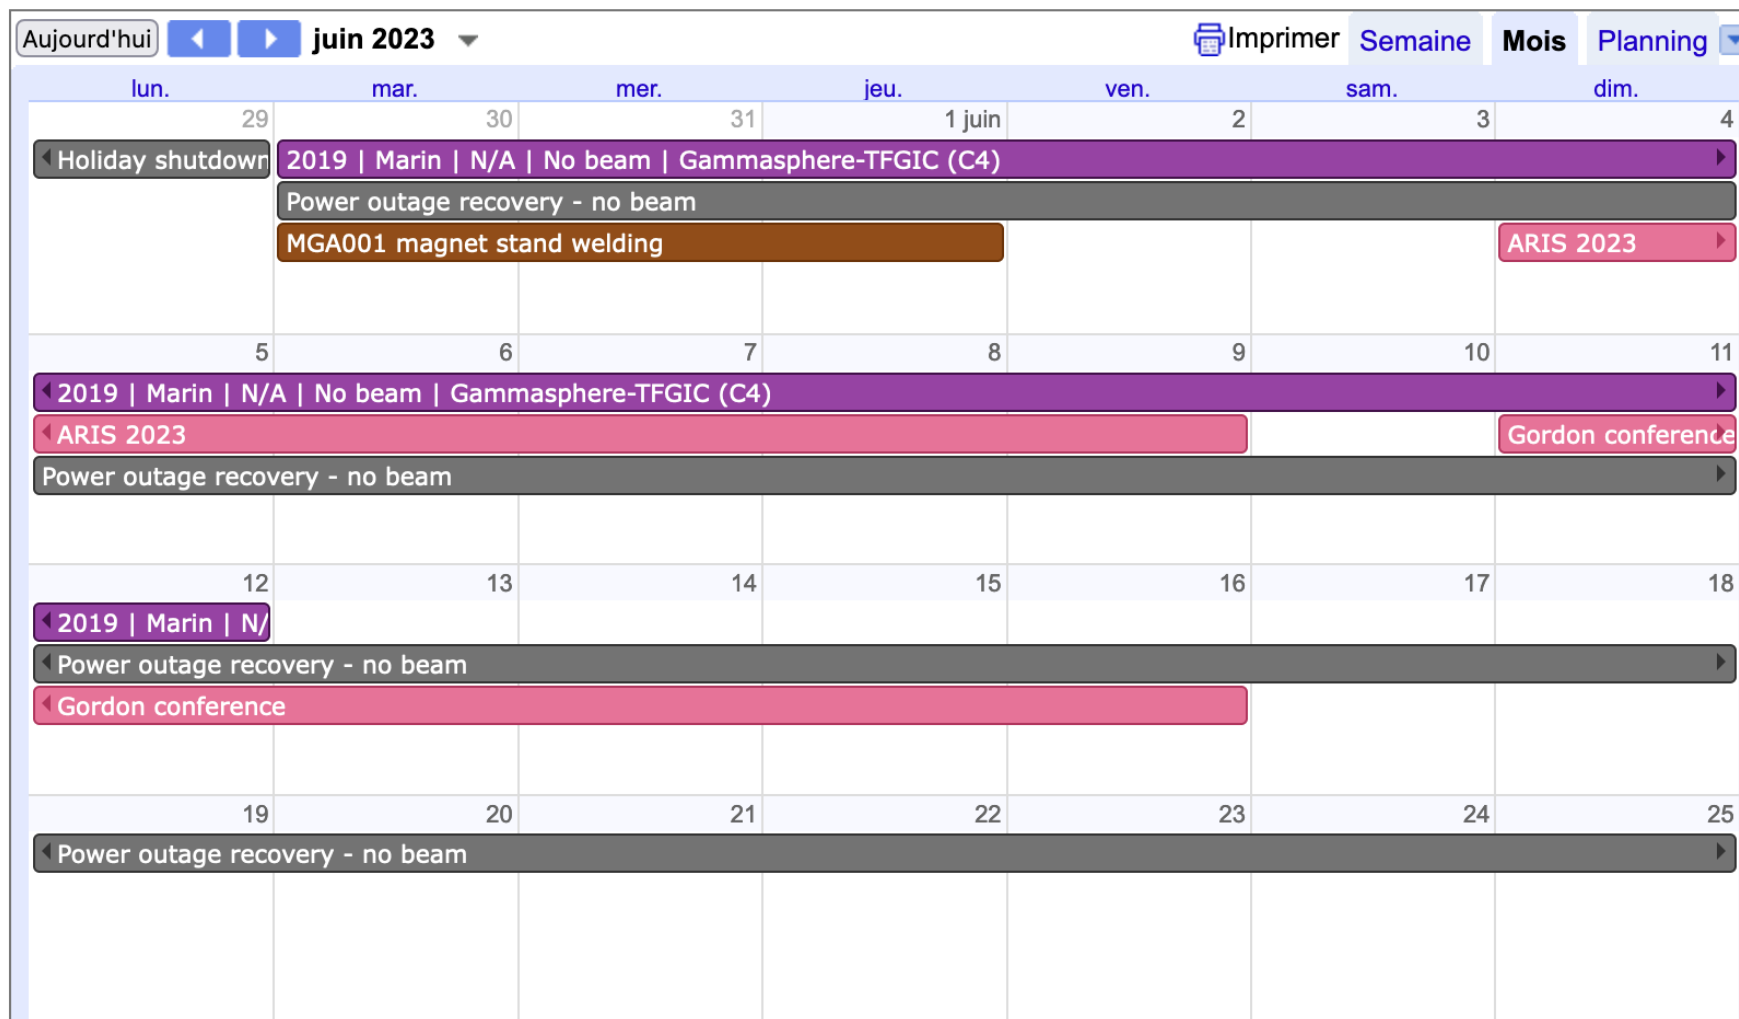 Aujourd'hui juin 2023 Imprimer Semaine Mois Planning
lun. mar. mer. jeu. ven. sam. dim.
29 30 31 1 juin 2 3 4
Holiday shutdown 2019 | Marin | N/A | No beam | Gammasphere-TFGIC (C4)
Power outage recovery - no beam
MGA001 magnet stand welding ARIS 2023
5 6 7 8 9 10 11
2019 | Marin | N/A | No beam | Gammasphere-TFGIC (C4)
ARIS 2023 Gordon conference
Power outage recovery - no beam
12 13 14 15 16 17 18
2019 | Marin | N/
Power outage recovery - no beam
Gordon conference
19 20 21 22 23 24 25
Power outage recovery - no beam